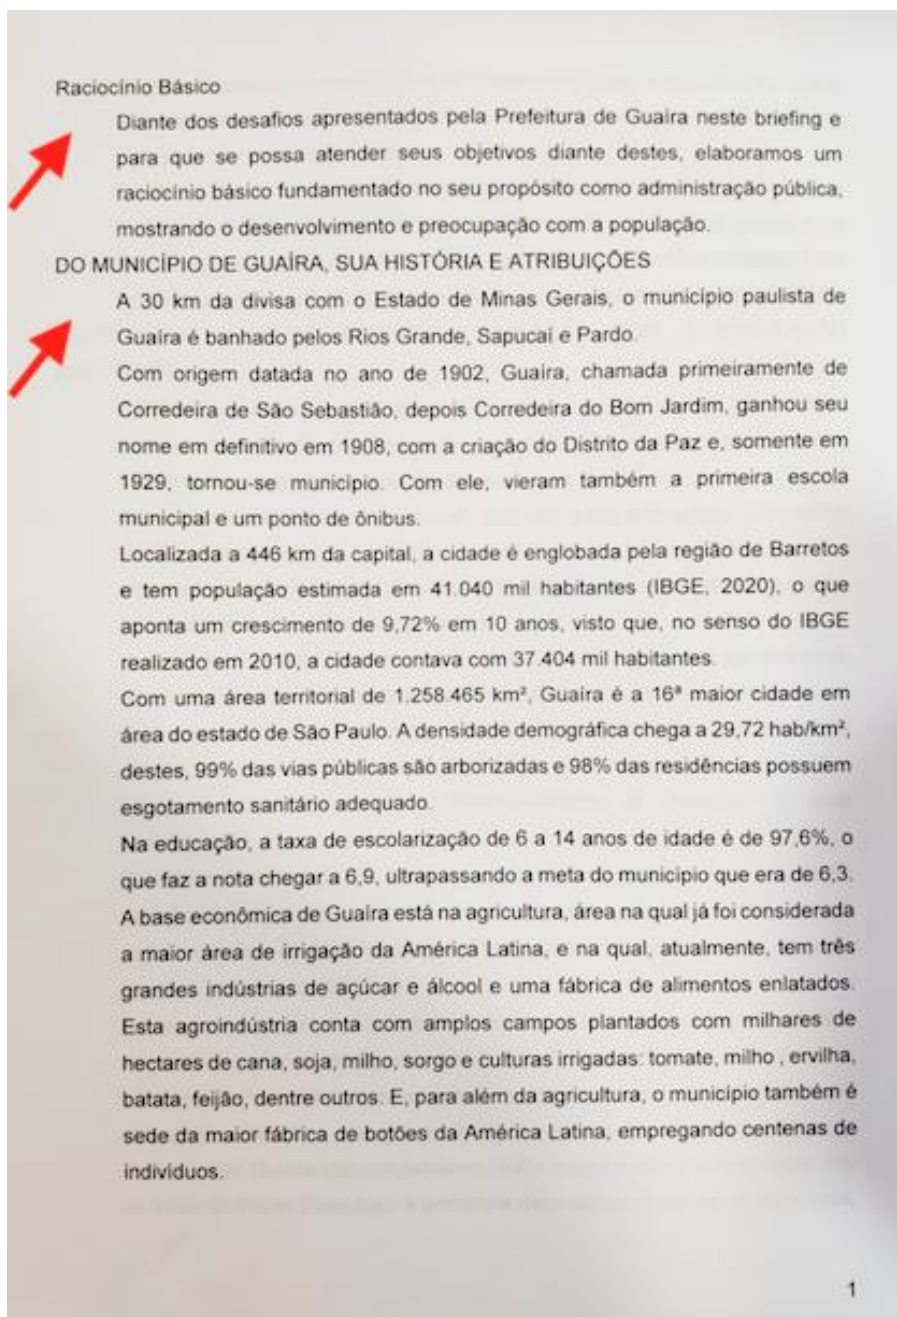 Raciocínio Básico
Diante dos desafios apresentados pela Prefeitura de Guaíra neste briefing e
para que se possa atender seus objetivos diante destes, elaboramos um
raciocínio básico fundamentado no seu propósito como administração pública,
mostrando o desenvolvimento e preocupação com a população.
DO MUNICÍPIO DE GUAÍRA, SUA HISTÓRIA E ATRIBUIÇÕES
A 30 km da divisa com o Estado de Minas Gerais, o município paulista de
Guaíra é banhado pelos Rios Grande, Sapucaí e Pardo.
Com origem datada no ano de 1902, Guaíra, chamada primeiramente de
Corredeira de São Sebastião, depois Corredeira do Bom Jardim, ganhou seu
nome em definitivo em 1908, com a criação do Distrito da Paz e, somente em
1929, tornou-se município. Com ele, vieram também a primeira escola
municipal e um ponto de ônibus.
Localizada a 446 km da capital, a cidade é englobada pela região de Barretos
e tem população estimada em 41.040 mil habitantes (IBGE, 2020), o que
aponta um crescimento de 9,72% em 10 anos, visto que, no senso do IBGE
realizado em 2010, a cidade contava com 37.404 mil habitantes.
Com uma área territorial de 1.258.465 km², Guaíra é a 16ª maior cidade em
área do estado de São Paulo. A densidade demográfica chega a 29,72 hab/km²,
destes, 99% das vias públicas são arborizadas e 98% das residências possuem
esgotamento sanitário adequado.
Na educação, a taxa de escolarização de 6 a 14 anos de idade é de 97,6%, o
que faz a nota chegar a 6,9, ultrapassando a meta do município que era de 6,3.
A base econômica de Guaíra está na agricultura, área na qual já foi considerada
a maior área de irrigação da América Latina, e na qual, atualmente, tem três
grandes indústrias de açúcar e álcool e uma fábrica de alimentos enlatados.
Esta agroindústria conta com amplos campos plantados com milhares de
hectares de cana, soja, milho, sorgo e culturas irrigadas: tomate, milho , ervilha,
batata, feijão, dentre outros. E, para além da agricultura, o município também é
sede da maior fábrica de botões da América Latina, empregando centenas de
indivíduos.
1